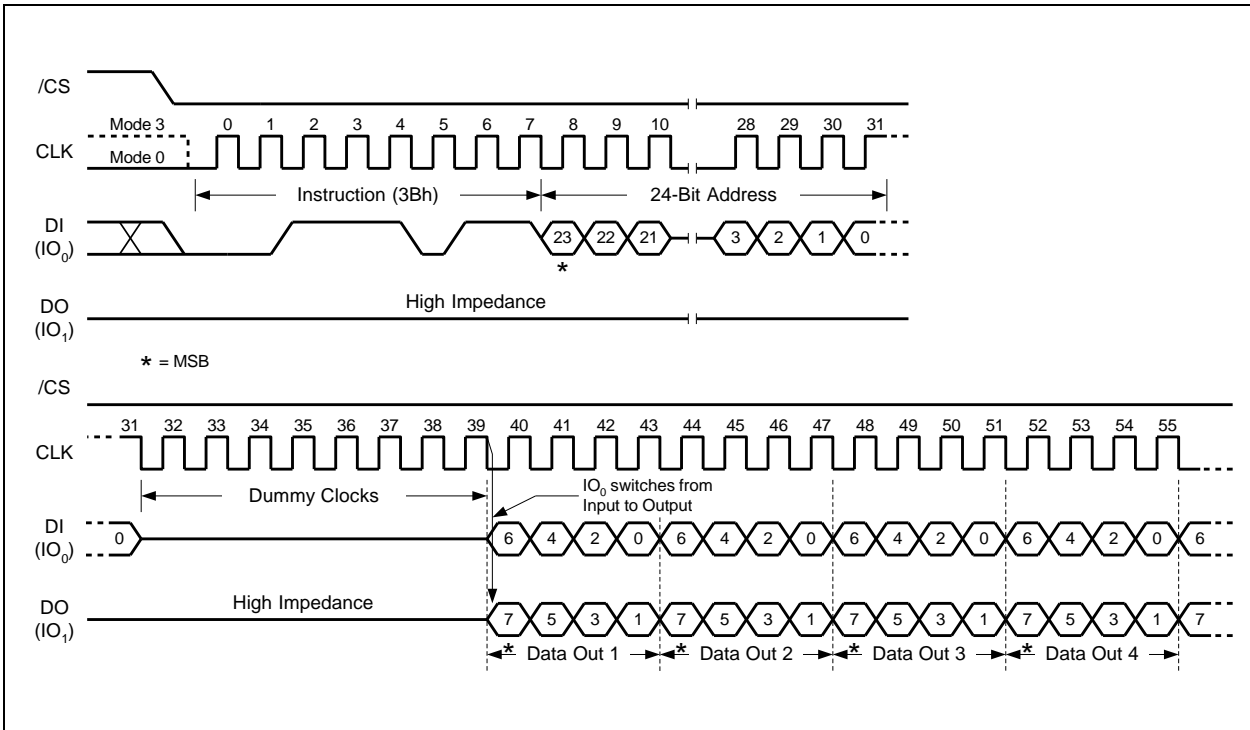 /CS
Mode 3 0 1 2 3 4 5 6 7 8 9 10 28 29 30 31
CLK
Mode 0
Instruction (3Bh) 24-Bit Address
DI
(IO0)
23 22 21 3 2 1 0
*
High Impedance
DO
(IO1)
* = MSB
/CS
31 32 33 34 35 36 37 38 39 40 41 42 43 44 45 46 47 48 49 50 51 52 53 54 55
CLK
Dummy Clocks
IO0 switches from
Input to Output
DI
(IO0)
0 6 4 2 0 6 4 2 0 6 4 2 0 6 4 2 0 6
High Impedance
DO
(IO1)
7 5 3 1 7 5 3 1 7 5 3 1 7 5 3 1 7
* Data Out 1 * Data Out 2 * Data Out 3 * Data Out 4